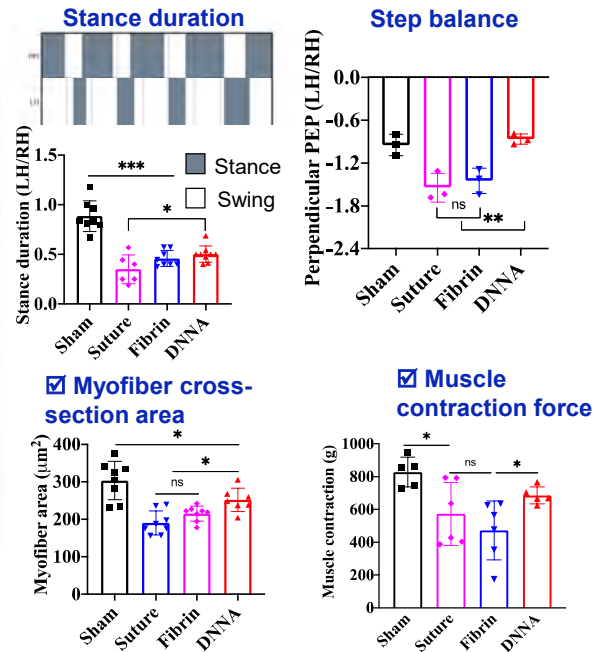 Stance duration
RH
LH
Stance duration (LH/RH)
1.5
1.0
0.5
0.0
***
*
Stance
Swing
Sham
Suture
Fibrin
DNNA
Step balance
Perpendicular PEP (LH/RH)
0.0
-0.6
-1.2
-1.8
-2.4
ns
**
Sham
Suture
Fibrin
DNNA
☑ Myofiber cross-
section area
Myofiber area (μm²)
400
300
200
100
0
*
*
ns
Sham
Suture
Fibrin
DNNA
☑ Muscle
contraction force
Muscle contraction (g)
1000
800
600
400
200
0
*
ns
*
Sham
Suture
Fibrin
DNNA